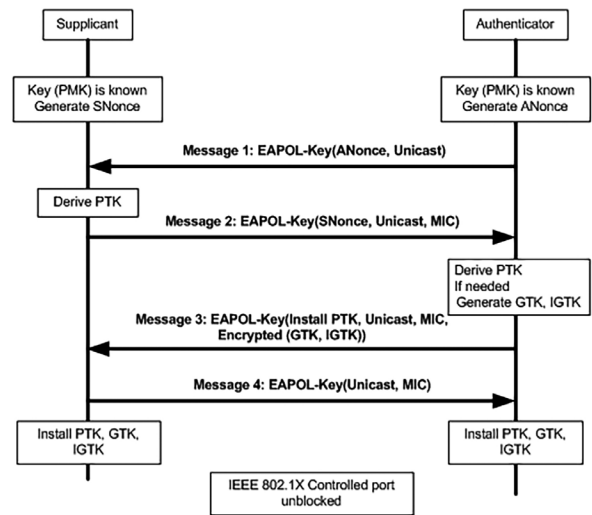 Supplicant
Authenticator
Key (PMK) is known
Generate SNonce
Key (PMK) is known
Generate ANonce
Message 1: EAPOL-Key(ANonce, Unicast)
Derive PTK
Message 2: EAPOL-Key(SNonce, Unicast, MIC)
Derive PTK
If needed
Generate GTK, IGTK
Message 3: EAPOL-Key(Install PTK, Unicast, MIC,
Encrypted (GTK, IGTK))
Message 4: EAPOL-Key(Unicast, MIC)
Install PTK, GTK,
IGTK
Install PTK, GTK,
IGTK
IEEE 802.1X Controlled port
unblocked